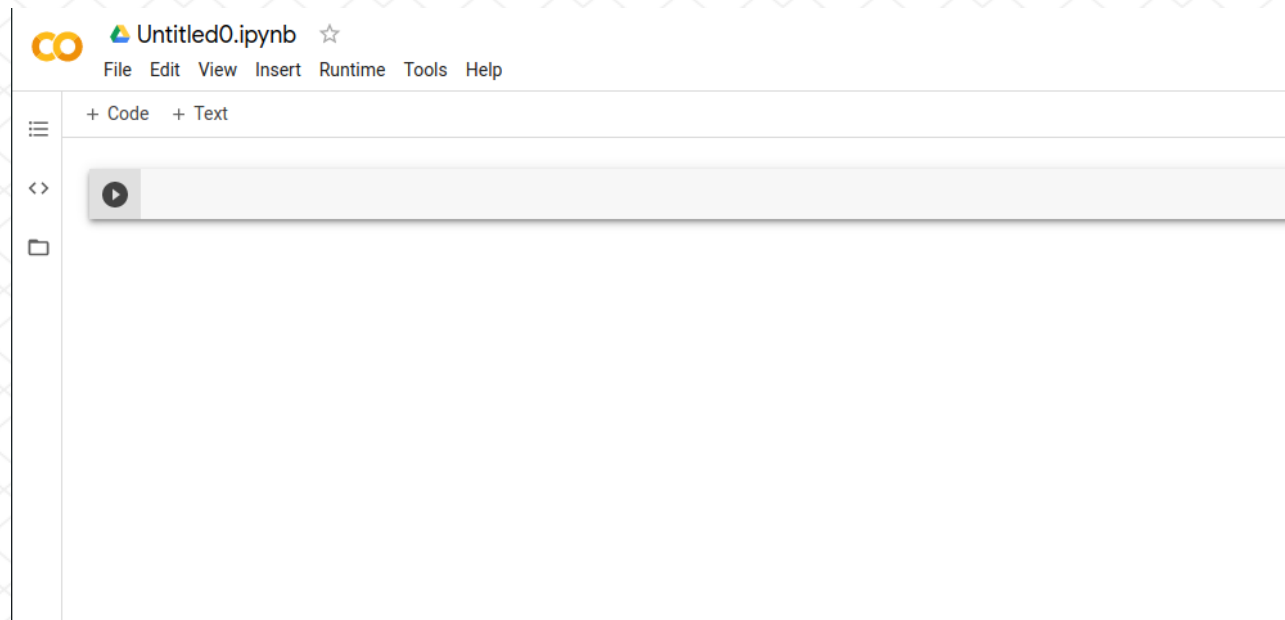 CO Untitled0.ipynb
File Edit View Insert Runtime Tools Help
+ Code + Text